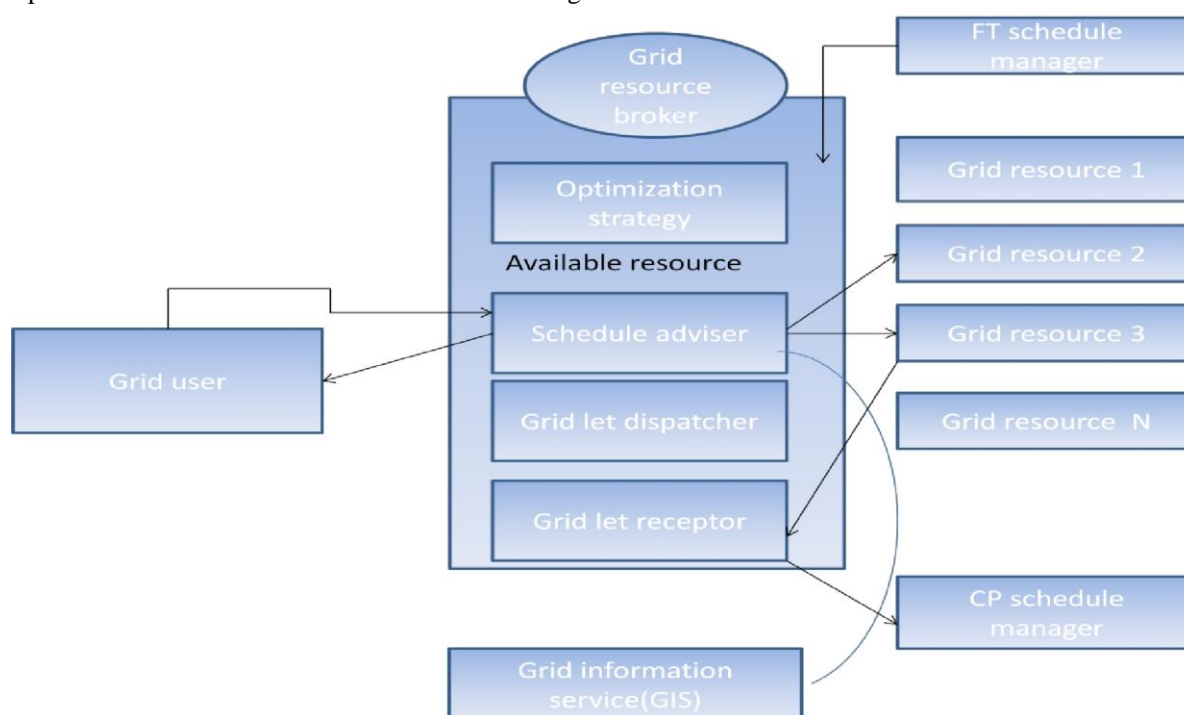 FT schedule
manager
Grid
resource
broker
Grid resource 1
Optimization
strategy
Grid resource 2
Available resource
Schedule adviser
Grid resource 3
Grid user
Grid let dispatcher
Grid resource N
Grid let receptor
CP schedule
manager
Grid information
service(GIS)